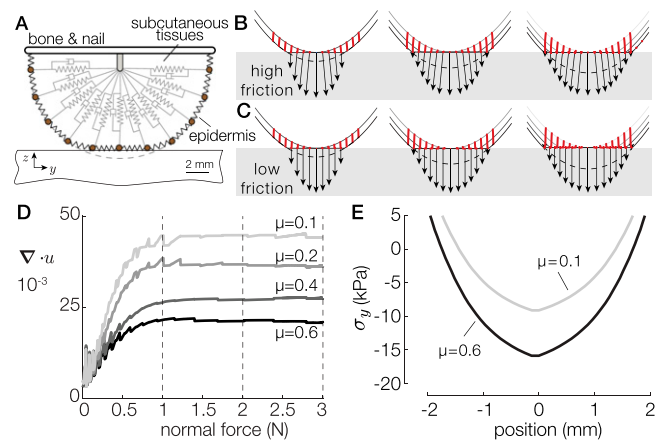 A
bone & nail
subcutaneous
tissues
epidermis
z
y
2 mm
B
high
friction
C
low
friction
D
50
25
0
∇ ·u
10⁻³
μ=0.1
μ=0.2
μ=0.4
μ=0.6
0 0.5 1 1.5 2 2.5 3
normal force (N)
E
5
0
-5
-10
-15
-20
σy (kPa)
μ=0.1
μ=0.6
-2 -1 0 1 2
position (mm)